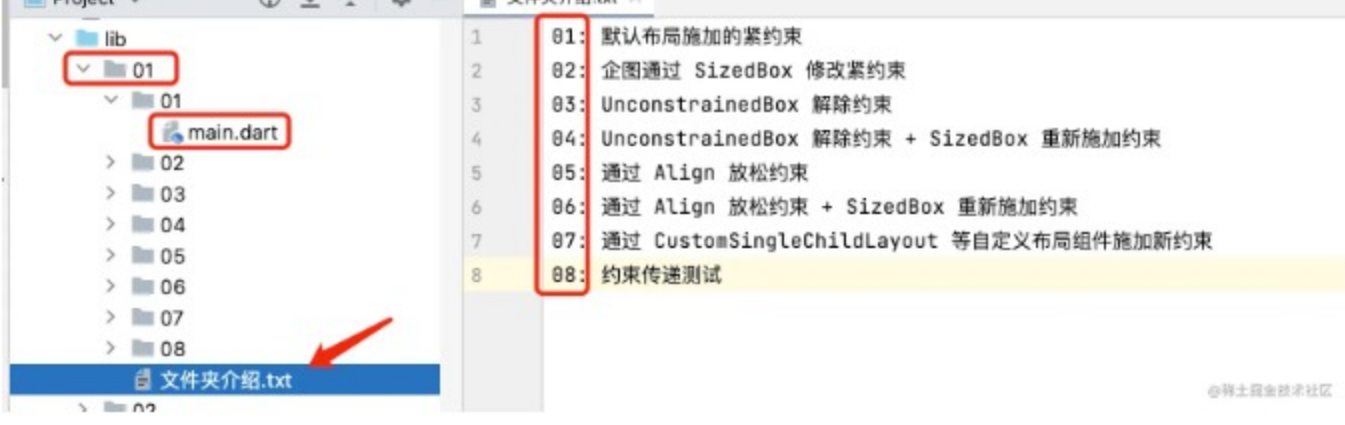 Project
lib
01
01
main.dart
02
03
04
05
06
07
08
文件夹介绍.txt
02
文件夹介绍.txt
1 01: 默认布局施加的紧约束
2 02: 企图通过 SizedBox 修改紧约束
3 03: UnconstrainedBox 解除约束
4 04: UnconstrainedBox 解除约束 + SizedBox 重新施加约束
5 05: 通过 Align 放松约束
6 06: 通过 Align 放松约束 + SizedBox 重新施加约束
7 07: 通过 CustomSingleChildLayout 等自定义布局组件施加新约束
8 08: 约束传递测试
@稀土掘金技术社区